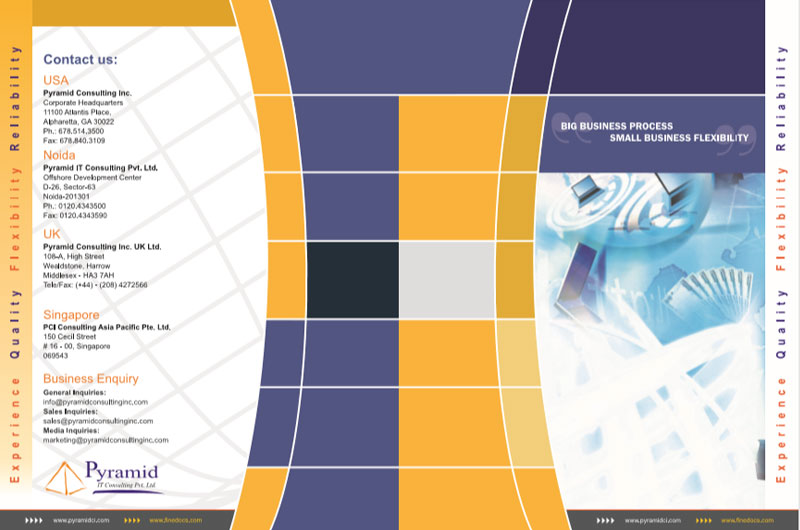 Experience Quality Flexibility Reliability
Contact us:
USA
Pyramid Consulting Inc.
Corporate Headquarters
11100 Atlantis Place,
Alpharetta, GA 30022
Ph.: 678.514.3500
Fax: 678.840.3109
Noida
Pyramid IT Consulting Pvt. Ltd.
Offshore Development Center
D-26, Sector-63
Noida-201301
Ph.: 0120.4343500
Fax: 0120.4343590
UK
Pyramid Consulting Inc. UK Ltd.
108-A, High Street
Wealdstone, Harrow
Middlesex - HA3 7AH
Tele/Fax: (+44) - (208) 4272566
Singapore
PCI Consulting Asia Pacific Pte. Ltd.
150 Cecil Street
# 16 - 00, Singapore
069543
Business Enquiry
General Inquiries:
info@pyramidconsultinginc.com
Sales Inquiries:
sales@pyramidconsultinginc.com
Media Inquiries:
marketing@pyramidconsultinginc.com
Pyramid
IT Consulting Pvt. Ltd
www.pyramidci.com
www.finedocs.com
“BIG BUSINESS PROCESS
SMALL BUSINESS FLEXIBILITY”
Experience Quality Flexibility Reliability
www.pyramidci.com
www.finedocs.com